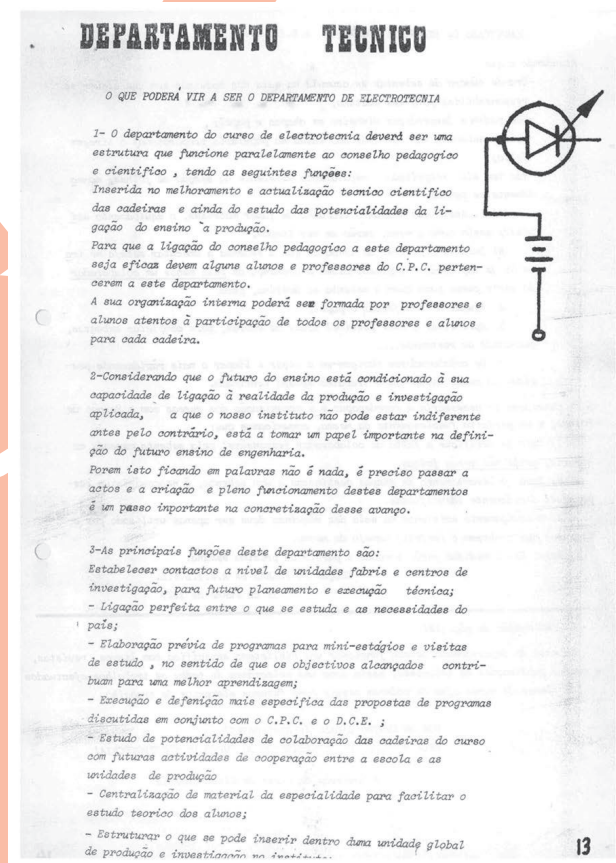 DEPARTAMENTO TECNICO
O QUE PODERÁ VIR A SER O DEPARTAMENTO DE ELECTROTECNIA
1- O departamento do curso de electrotecnia deverá ser uma
estrutura que funcione paralelamente ao conselho pedagogico
e cientifico , tendo as seguintes funções:
Inserida no melhoramento e actualização tecnico cientifico
das cadeiras e ainda do estudo das potencialidades da li-
gação do ensino `a produção.
Para que a ligação do conselho pedagogico a este departamento
seja eficaz devem alguns alunos e professores do C.P.C. perten-
cerem a este departamento.
A sua organização interna poderá ser formada por professores e
alunos atentos à participação de todos os professores e alunos
para cada cadeira.
2-Considerando que o futuro do ensino está condicionado à sua
capacidade de ligação à realidade da produção e investigação
aplicada, a que o nosso instituto não pode estar indiferente
antes pelo contrário, está a tomar um papel importante na defini-
ção do futuro ensino de engenharia.
Porem isto ficando em palavras não é nada, é preciso passar a
actos e a criação e pleno funcionamento destes departamentos
é um passo inportante na concretização desse avanço.
3-As principais funções deste departamento são:
Estabelecer contactos a nivel de unidades fabris e centros de
investigação, para futuro planeamento e execução técnica;
- Ligação perfeita entre o que se estuda e as necessidades do
país;
- Elaboração prévia de programas para mini-estágios e visitas
de estudo , no sentido de que os objectivos alcançados contri-
buam para uma melhor aprendizagem;
- Execução e defenição mais especifica das propostas de programas
discutidas em conjunto com o C.P.C. e o D.C.E. ;
- Estudo de potencialidades de colaboração das cadeiras do curso
com futuras actividades de cooperação entre a escola e as
unidades de produção
- Centralização de material da especialidade para facilitar o
estudo teorico dos alunos;
- Estruturar o que se pode inserir dentro duma unidade global
de produção e investigação no instituto;
13